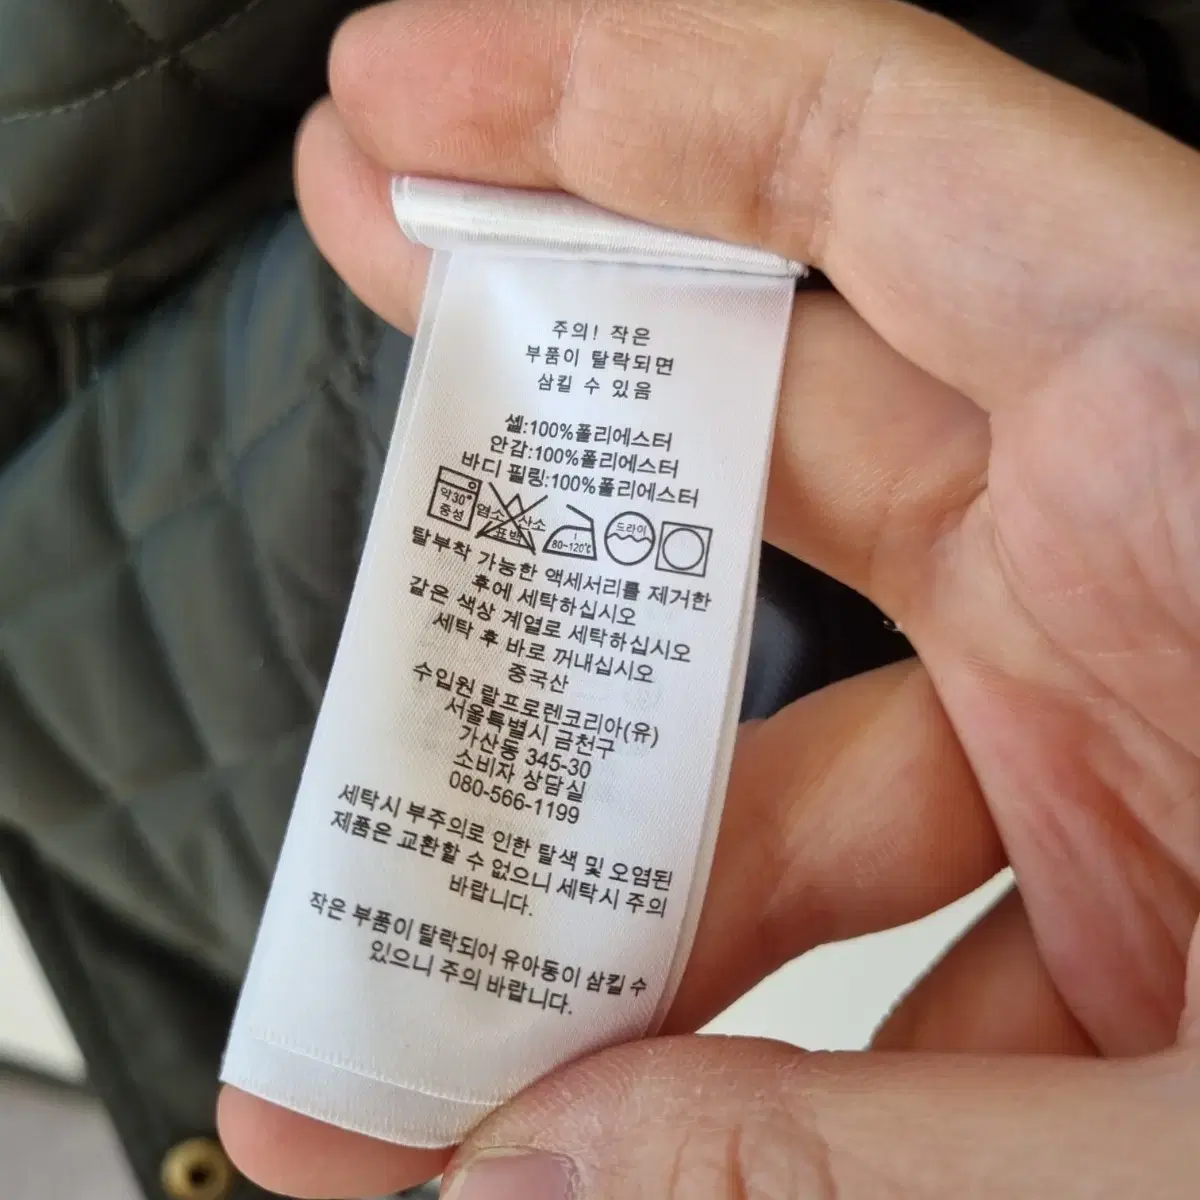 주의! 작은
부품이 탈락되면
삼킬 수 있음
셀:100%폴리에스터
안감:100%폴리에스터
바디 필링:100%폴리에스터
약30°
중성
염소 산소
표백
80~120℃
드라이
탈부착 가능한 액세서리를 제거한
후에 세탁하십시오
같은 색상 계열로 세탁하십시오
세탁 후 바로 꺼내십시오
중국산
수입원 랄프로렌코리아(유)
서울특별시 금천구
가산동 345-30
소비자 상담실
080-566-1199
세탁시 부주의로 인한 탈색 및 오염된
제품은 교환할 수 없으니 세탁시 주의
바랍니다.
작은 부품이 탈락되어 유아동이 삼킬 수
있으니 주의 바랍니다.